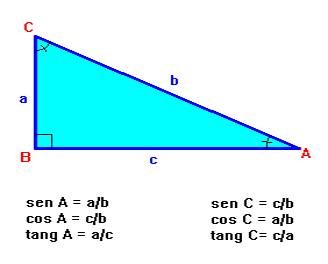 C
b
a
B
A
c
sen A = a/b
cos A = c/b
tang A = a/c
sen C = c/b
cos C = a/b
tang C= c/a